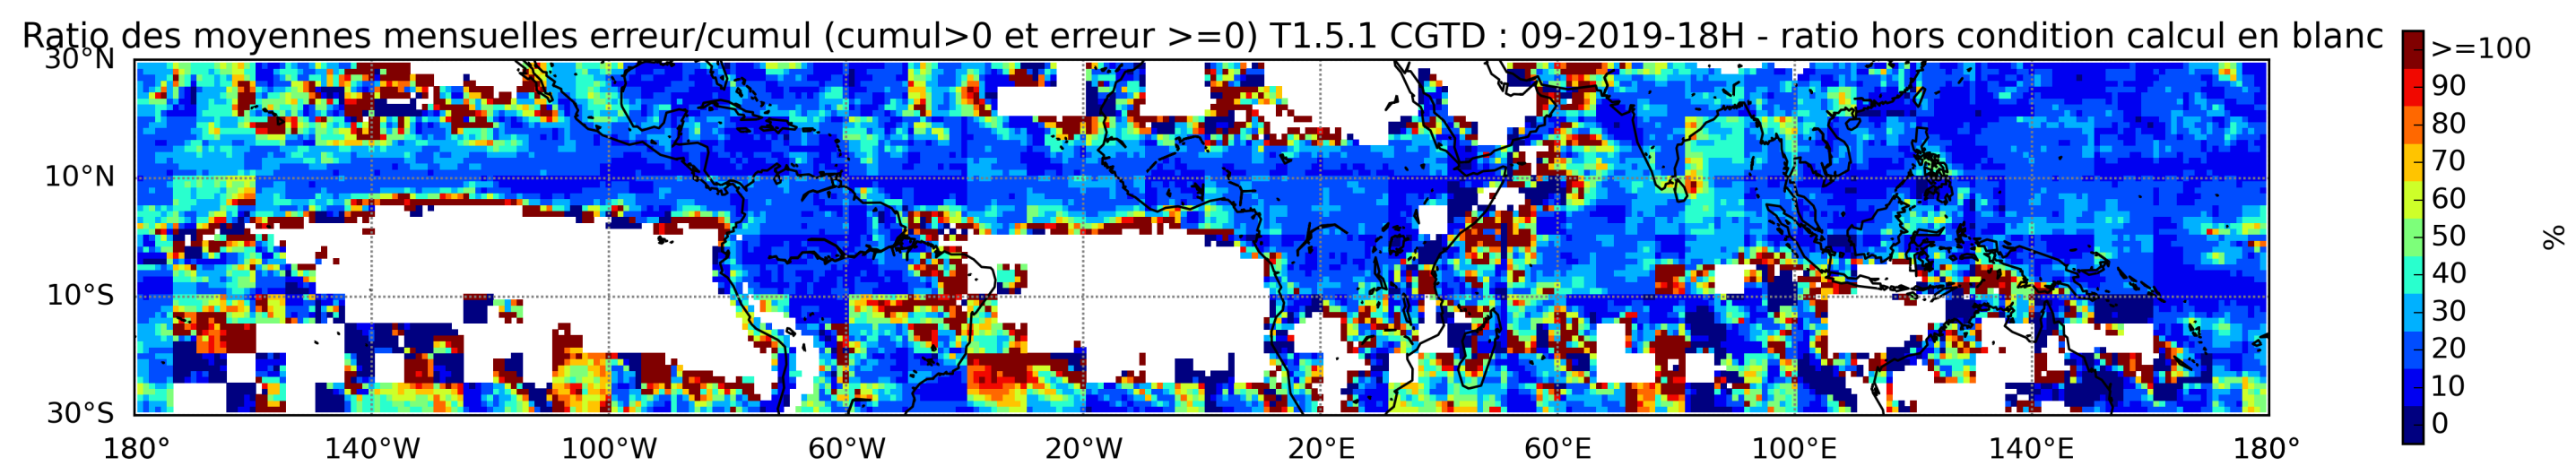 Ratio des moyennes mensuelles erreur/cumul (cumul>0 et erreur >=0) T1.5.1 CGTD : 09-2019-18H - ratio hors condition calcul en blanc
30°N
10°N
10°S
30°S
180° 140°W 100°W 60°W 20°W 20°E 60°E 100°E 140°E 180°
>=100
90
80
70
60
50
40
30
20
10
0
%